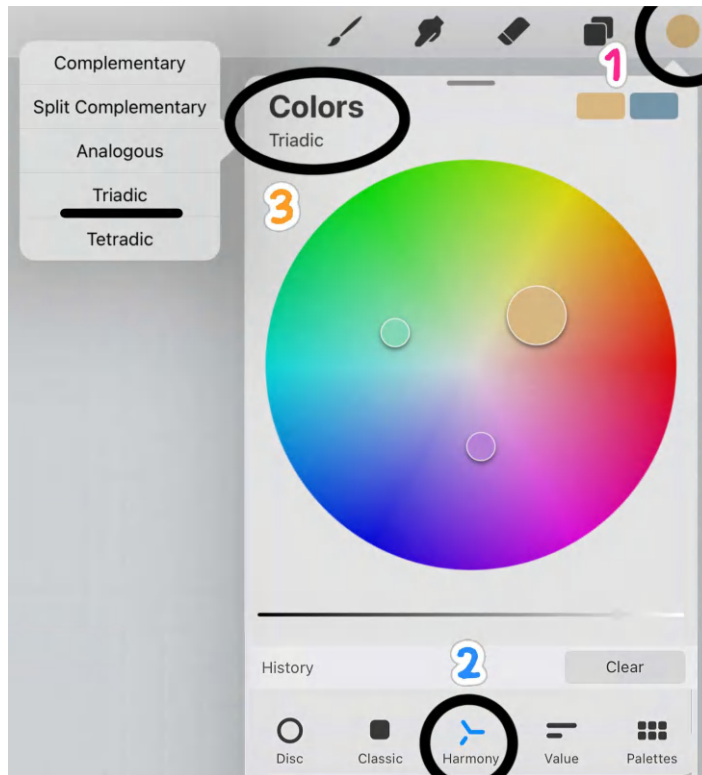 1
Complementary
Split Complementary
Analogous
Triadic
Tetradic
Colors
Triadic
3
2
History
Clear
Disc
Classic
Harmony
Value
Palettes